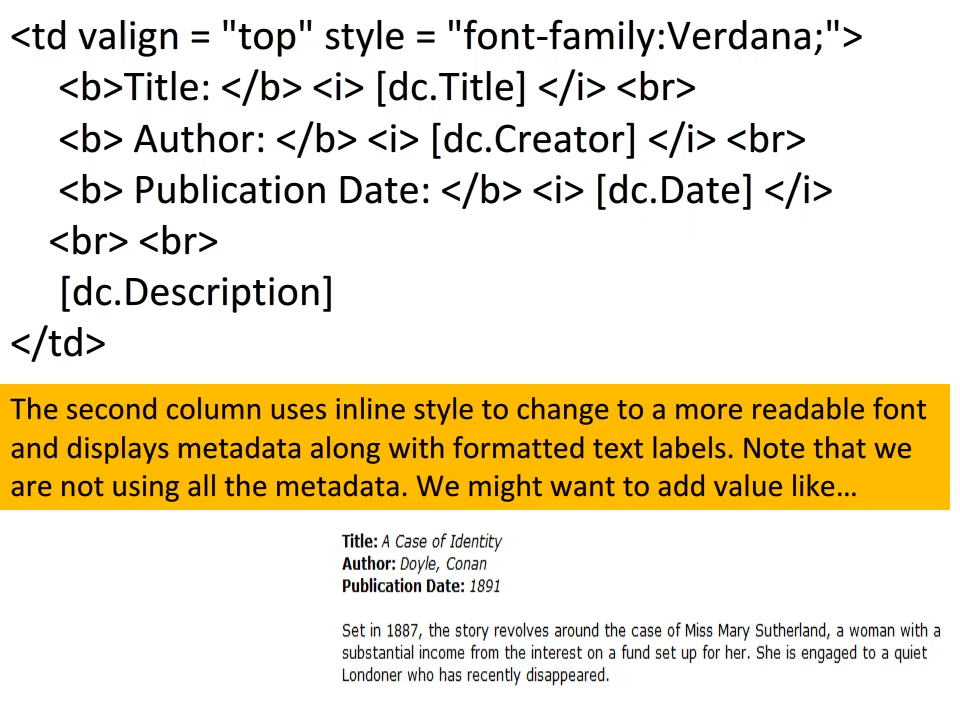 <td valign = "top" style = "font-family:Verdana;">
<b>Title: </b> <i> [dc.Title] </i> <br>
<b> Author: </b> <i> [dc.Creator] </i> <br>
<b> Publication Date: </b> <i> [dc.Date] </i>
<br> <br>
[dc.Description]
</td>
The second column uses inline style to change to a more readable font
and displays metadata along with formatted text labels. Note that we
are not using all the metadata. We might want to add value like…
Title: A Case of Identity
Author: Doyle, Conan
Publication Date: 1891
Set in 1887, the story revolves around the case of Miss Mary Sutherland, a woman with a
substantial income from the interest on a fund set up for her. She is engaged to a quiet
Londoner who has recently disappeared.